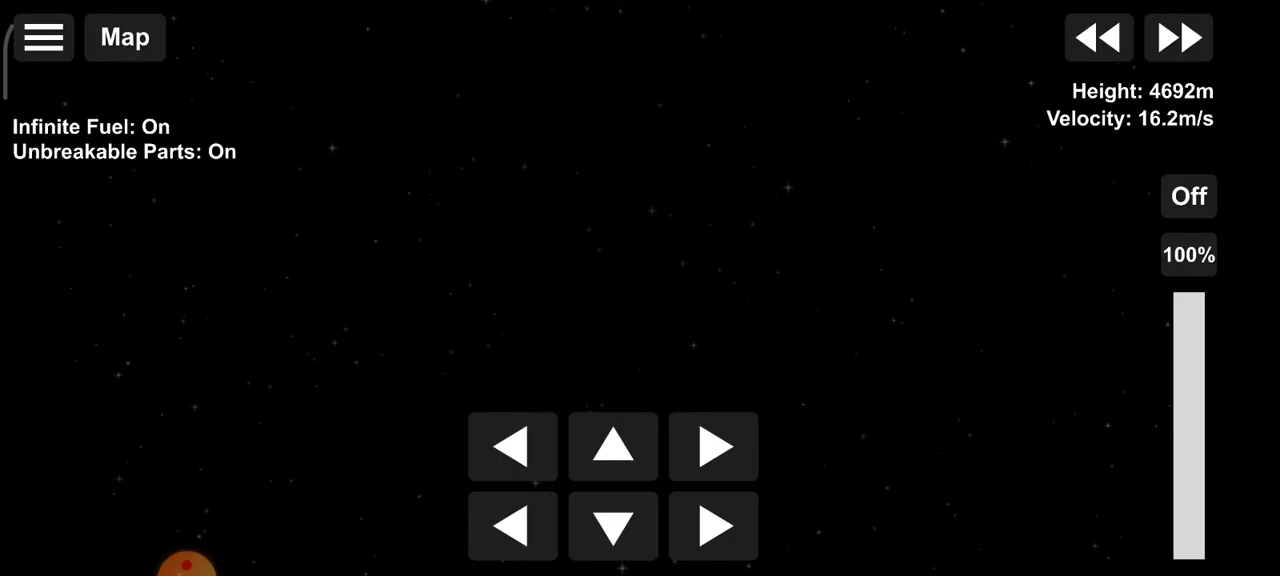 Map
Height: 4692m
Velocity: 16.2m/s
Infinite Fuel: On
Unbreakable Parts: On
Off
100%